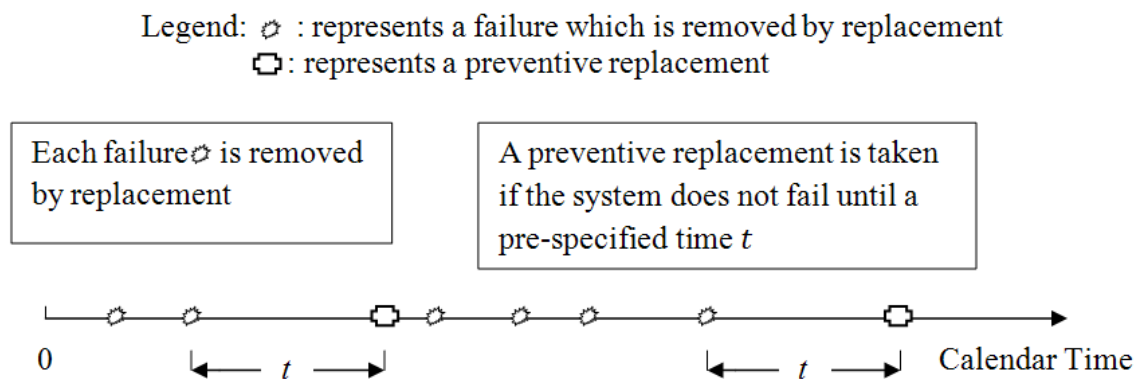 Legend: : represents a failure which is removed by replacement
: represents a preventive replacement
Each failure is removed
by replacement
A preventive replacement is taken
if the system does not fail until a
pre-specified time t
0
t
t
Calendar Time